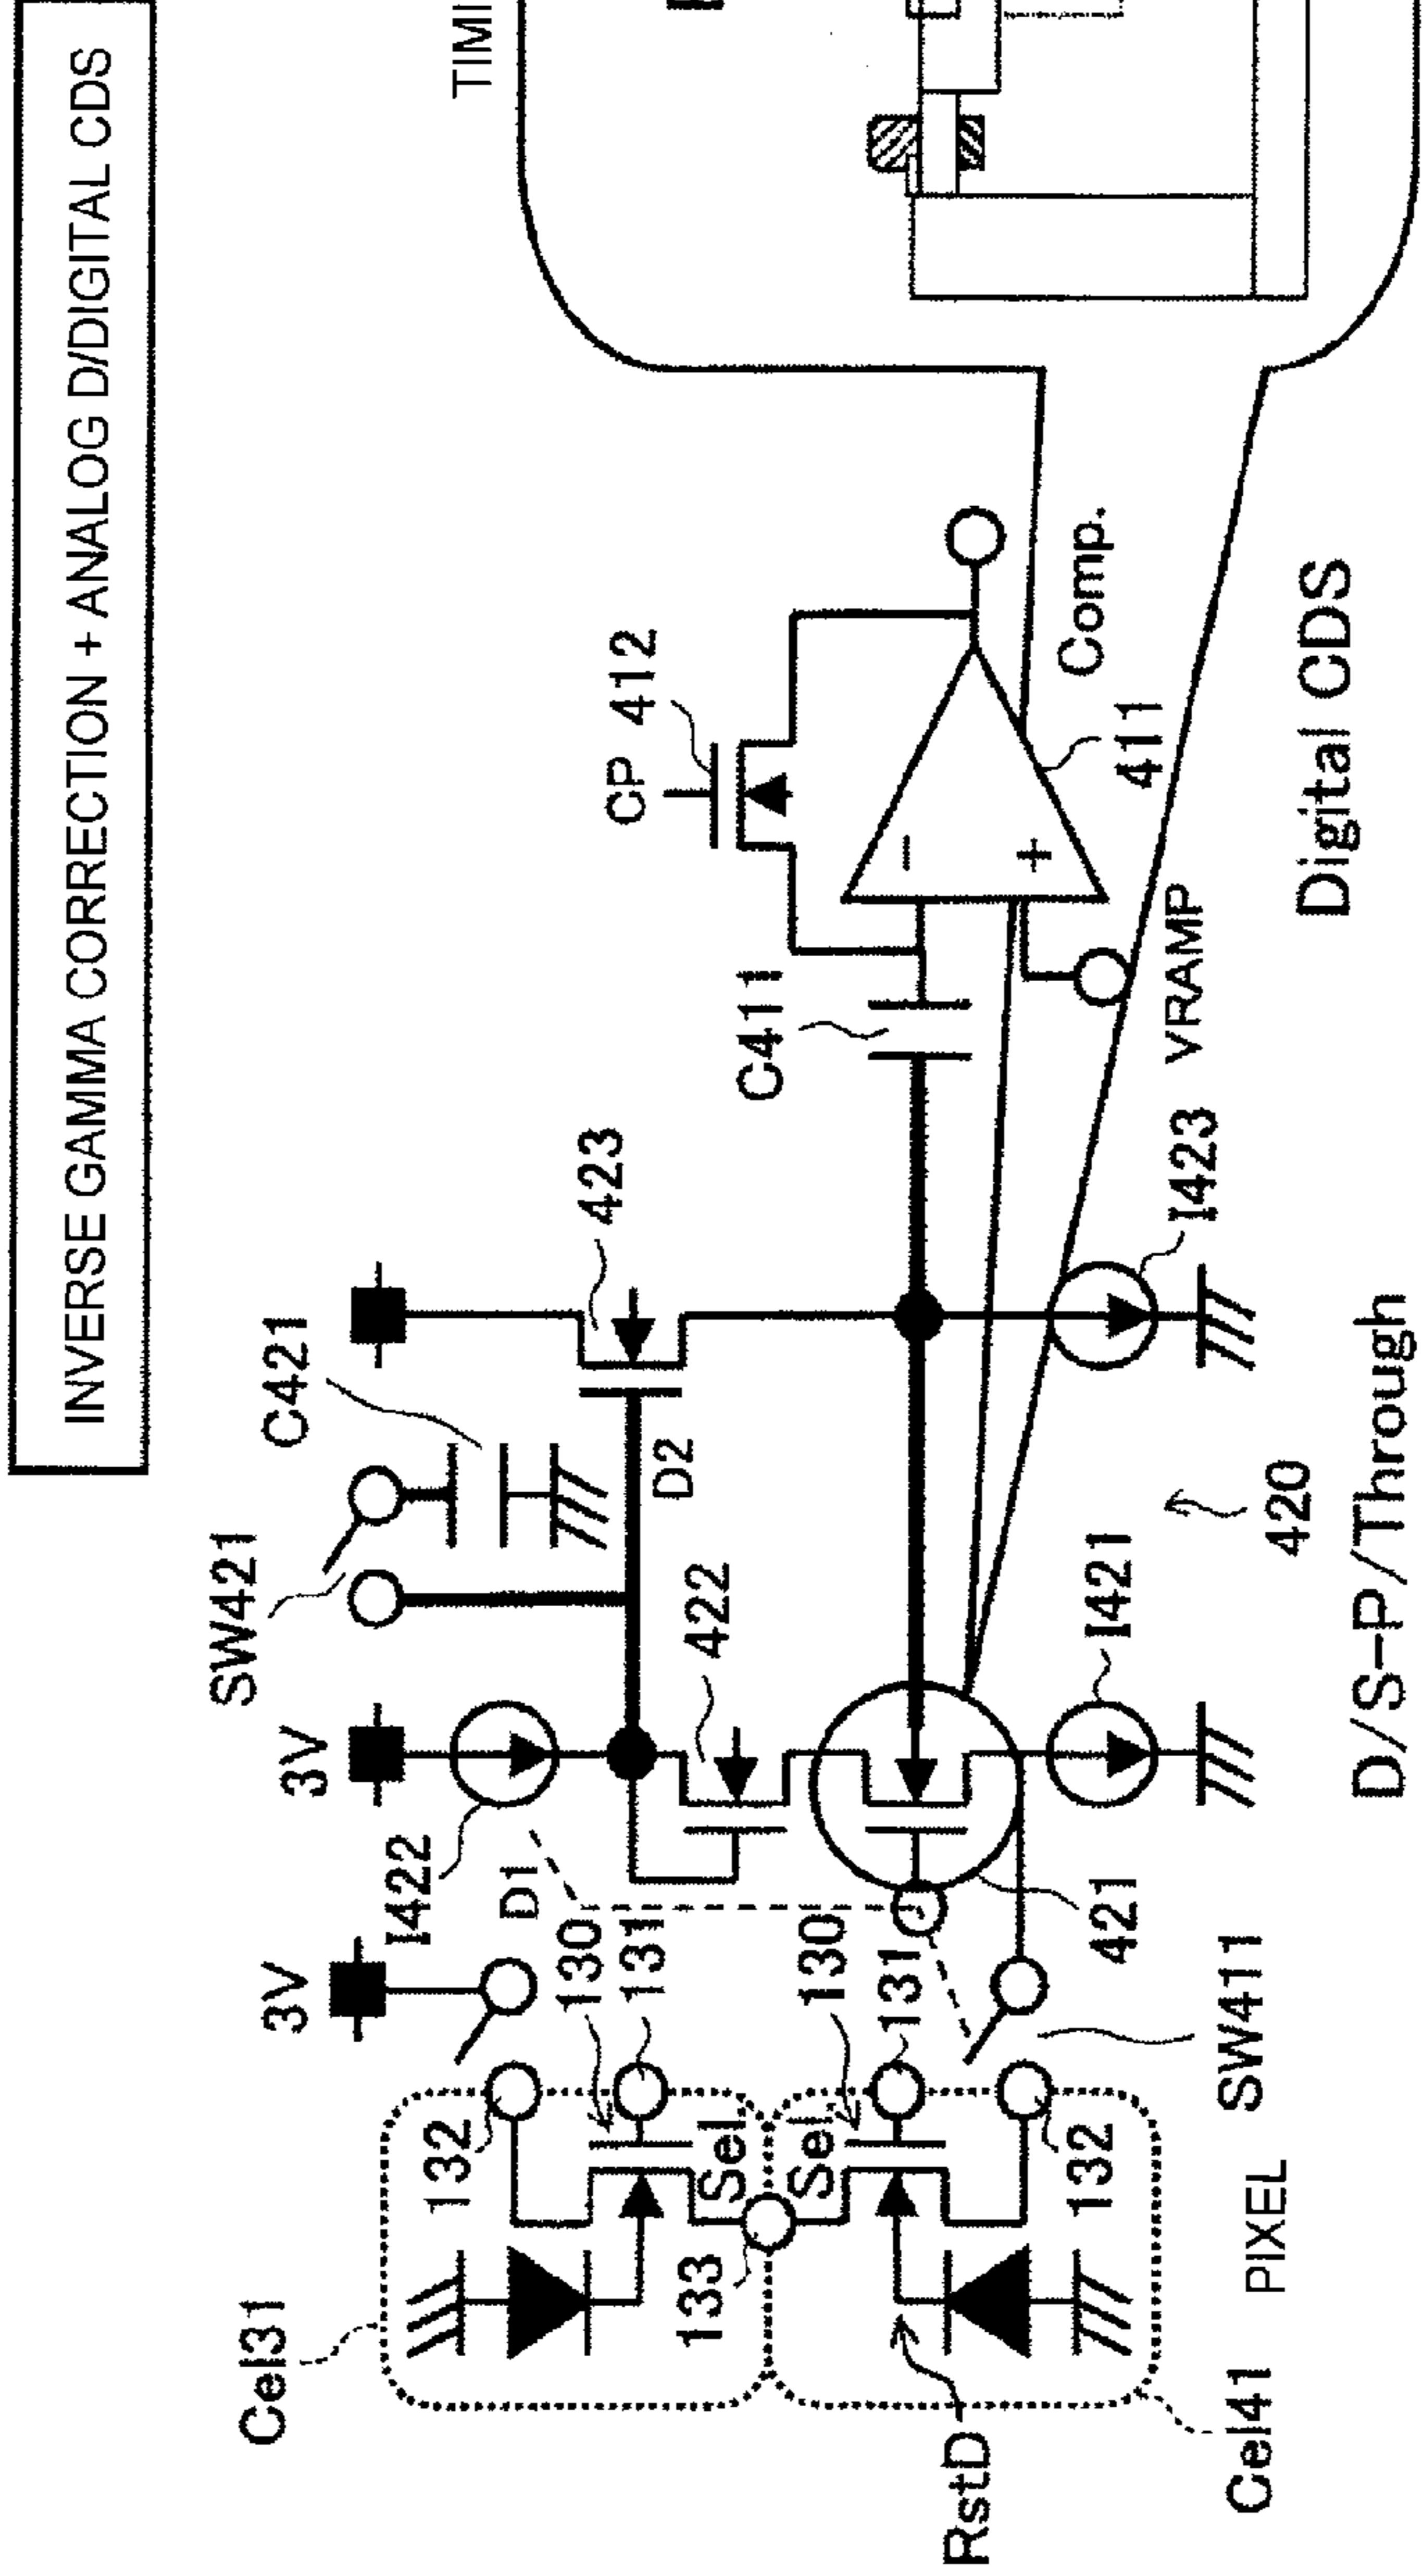 INVERSE GAMMA CORRECTION + ANALOG D/DIGITAL CDS
TIMI
SW421
C421
3V
3V
I422
D1
D2
422
423
CP 412
C411
−
+
Comp.
411
VRAMP
Cel31
132
130
131
Sel
133
Sel
130
131
132
RstD
Cel41
PIXEL
SW411
421
I421
420
I423
D/S-P/Through
Digital CDS